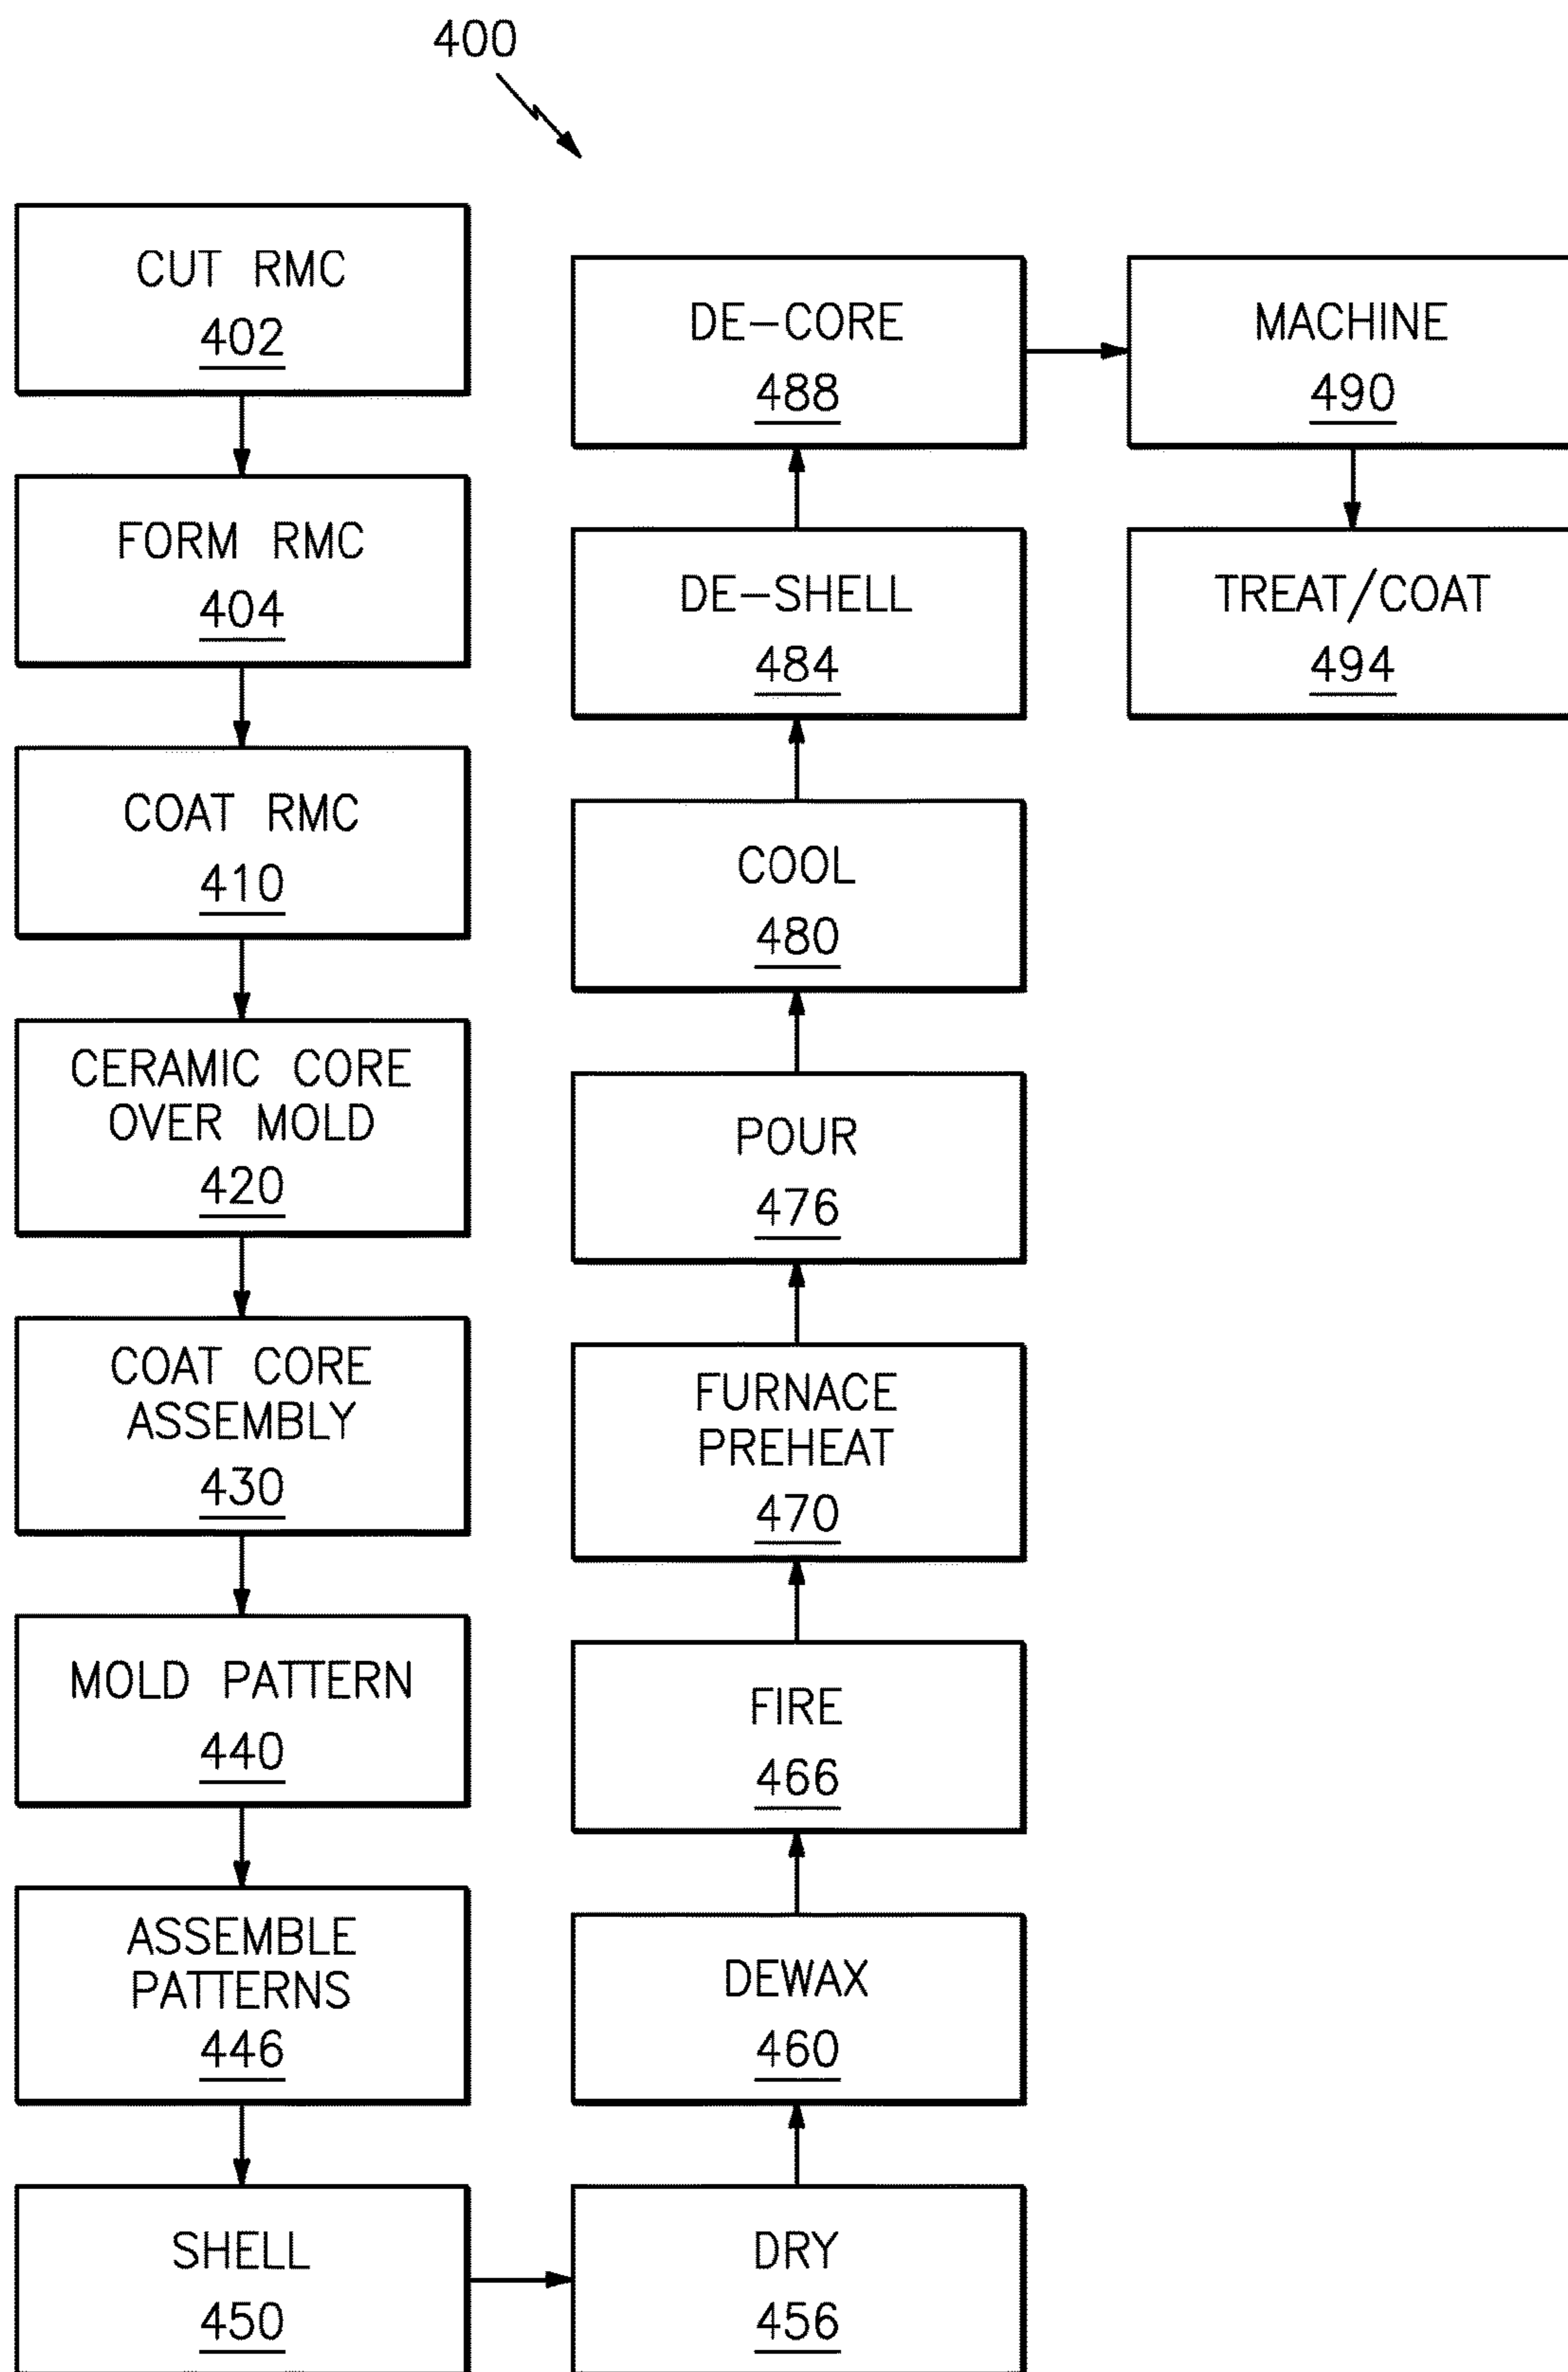 400
CUT RMC
402
FORM RMC
404
COAT RMC
410
CERAMIC CORE
OVER MOLD
420
COAT CORE
ASSEMBLY
430
MOLD PATTERN
440
ASSEMBLE
PATTERNS
446
SHELL
450
DRY
456
DEWAX
460
FIRE
466
FURNACE
PREHEAT
470
POUR
476
COOL
480
DE-SHELL
484
DE-CORE
488
MACHINE
490
TREAT/COAT
494